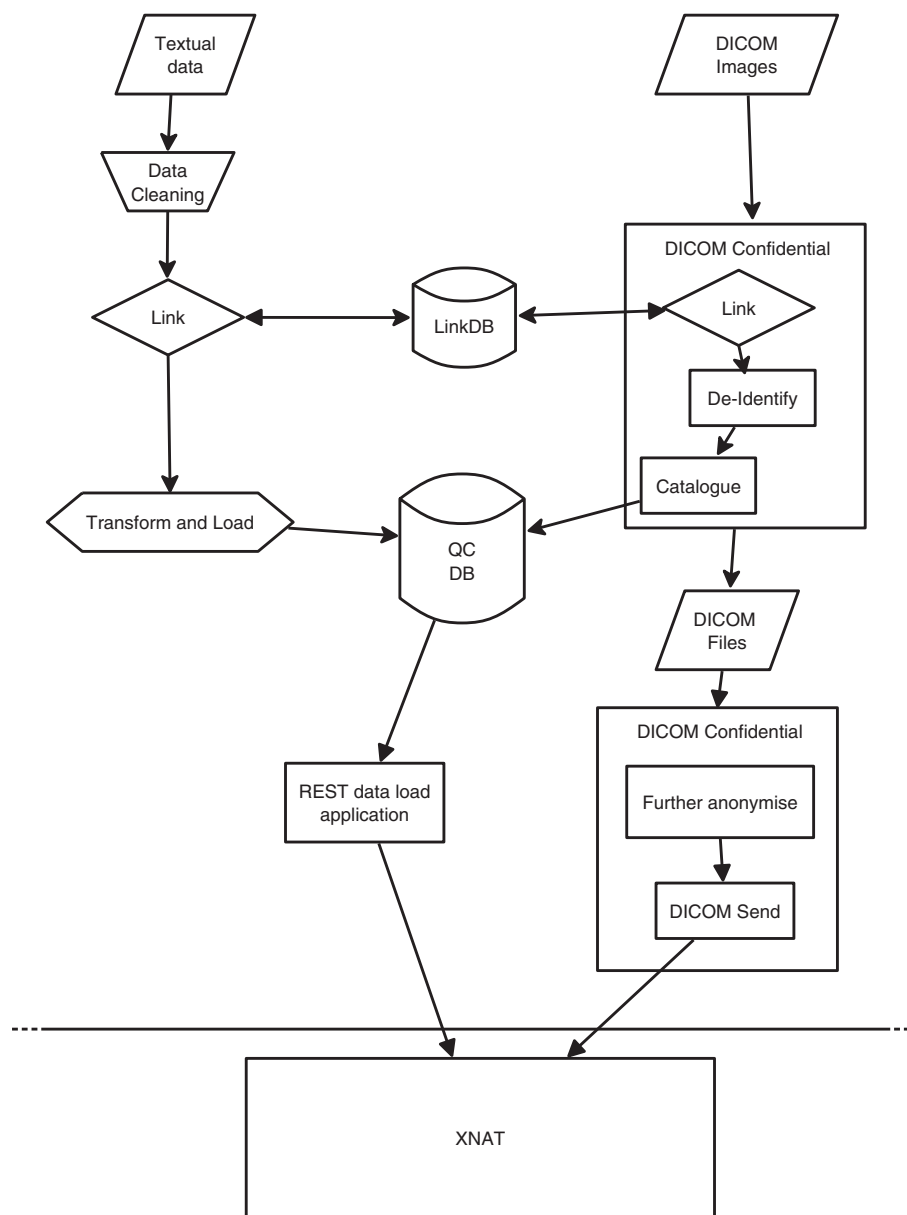 Textual
data
DICOM
Images
Data
Cleaning
DICOM Confidential
Link
LinkDB
Link
De-Identify
Catalogue
Transform and Load
QC
DB
DICOM
Files
DICOM Confidential
REST data load
application
Further anonymise
DICOM Send
XNAT